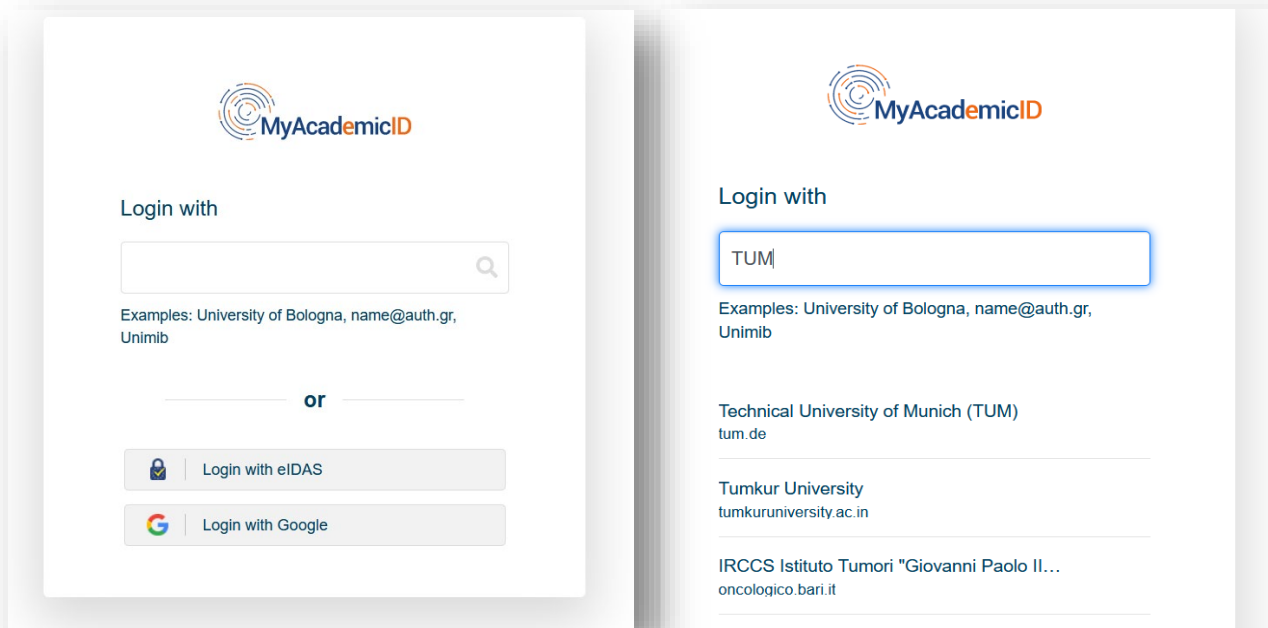 MyAcademicID
Login with
Examples: University of Bologna, name@auth.gr,
Unimib
or
Login with eIDAS
Login with Google
MyAcademicID
Login with
TUM
Examples: University of Bologna, name@auth.gr,
Unimib
Technical University of Munich (TUM)
tum.de
Tumkur University
tumkuruniversity.ac.in
IRCCS Istituto Tumori "Giovanni Paolo II…
oncologico.bari.it